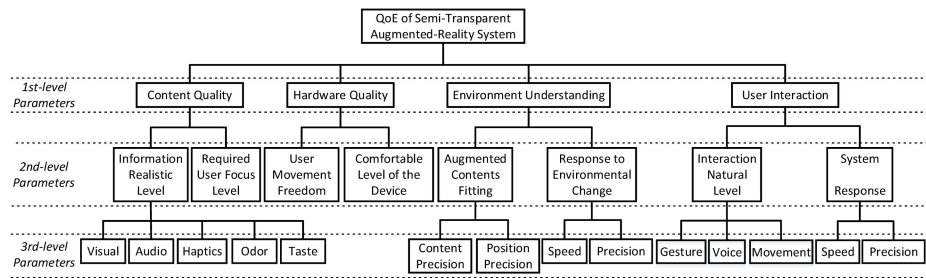 QoE of Semi-Transparent
Augmented-Reality System
1st-level
Parameters
Content Quality
Hardware Quality
Environment Understanding
User Interaction
2nd-level
Parameters
Information
Realistic
Level
Required
User Focus
Level
User
Movement
Freedom
Comfortable
Level of the
Device
Augmented
Contents
Fitting
Response to
Environmental
Change
Interaction
Natural
Level
System
Response
3rd-level
Parameters
Visual
Audio
Haptics
Odor
Taste
Content
Precision
Position
Precision
Speed
Precision
Gesture
Voice
Movement
Speed
Precision